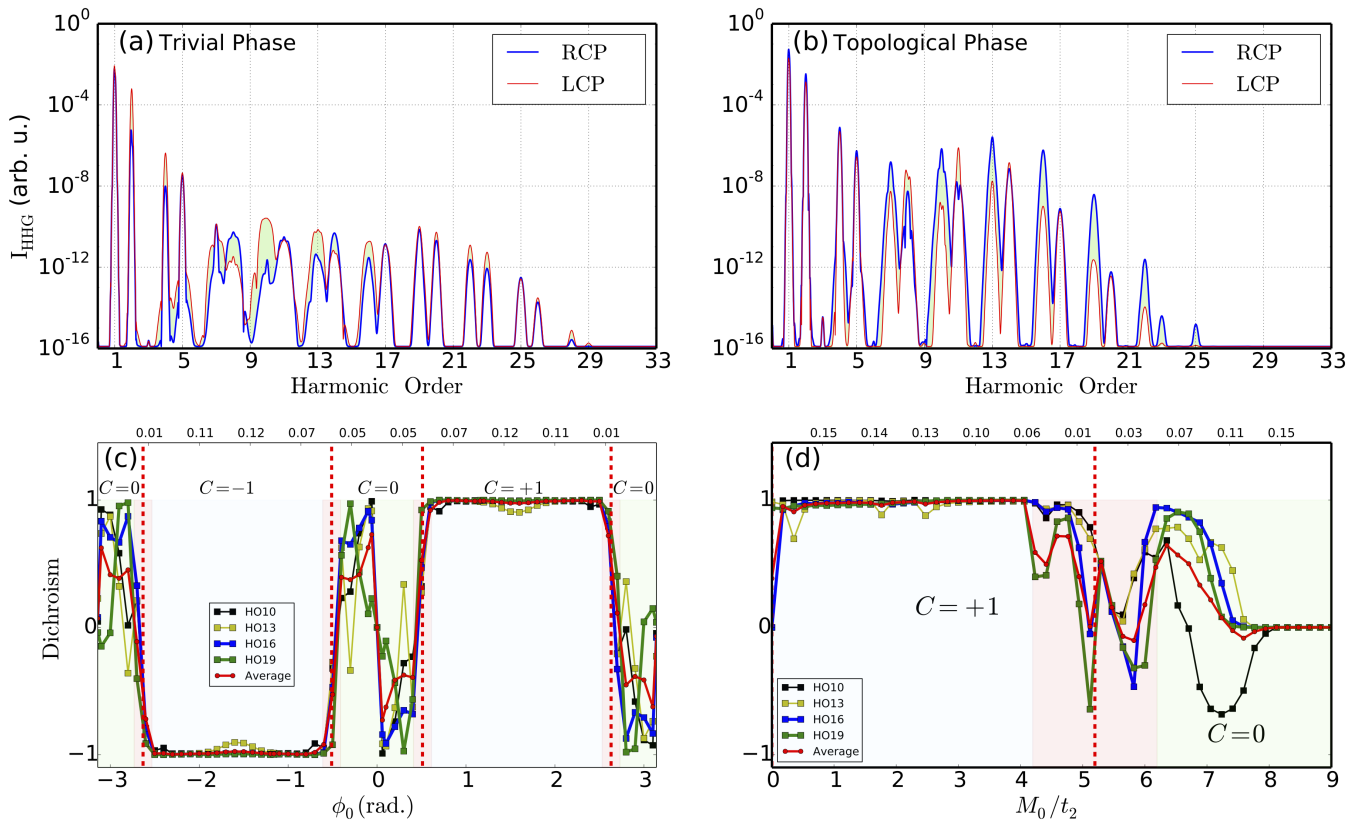 (a) Trivial Phase
RCP
LCP
10^0
10^-4
10^-8
10^-12
10^-16
I_HHG (arb. u.)
1 5 9 13 17 21 25 29 33
Harmonic Order
(b) Topological Phase
RCP
LCP
10^0
10^-4
10^-8
10^-12
10^-16
1 5 9 13 17 21 25 29 33
Harmonic Order
0.01 0.11 0.12 0.07 0.05 0.05 0.07 0.12 0.11 0.01
(c)
C=0 C=−1 C=0 C=+1 C=0
1
0
−1
Dichroism
HO10
HO13
HO16
HO19
Average
−3 −2 −1 0 1 2 3
ϕ_0 (rad.)
0.15 0.14 0.13 0.10 0.06 0.01 0.03 0.07 0.11 0.15
(d)
1
0
−1
C=+1
C=0
HO10
HO13
HO16
HO19
Average
0 1 2 3 4 5 6 7 8 9
M_0/t_2